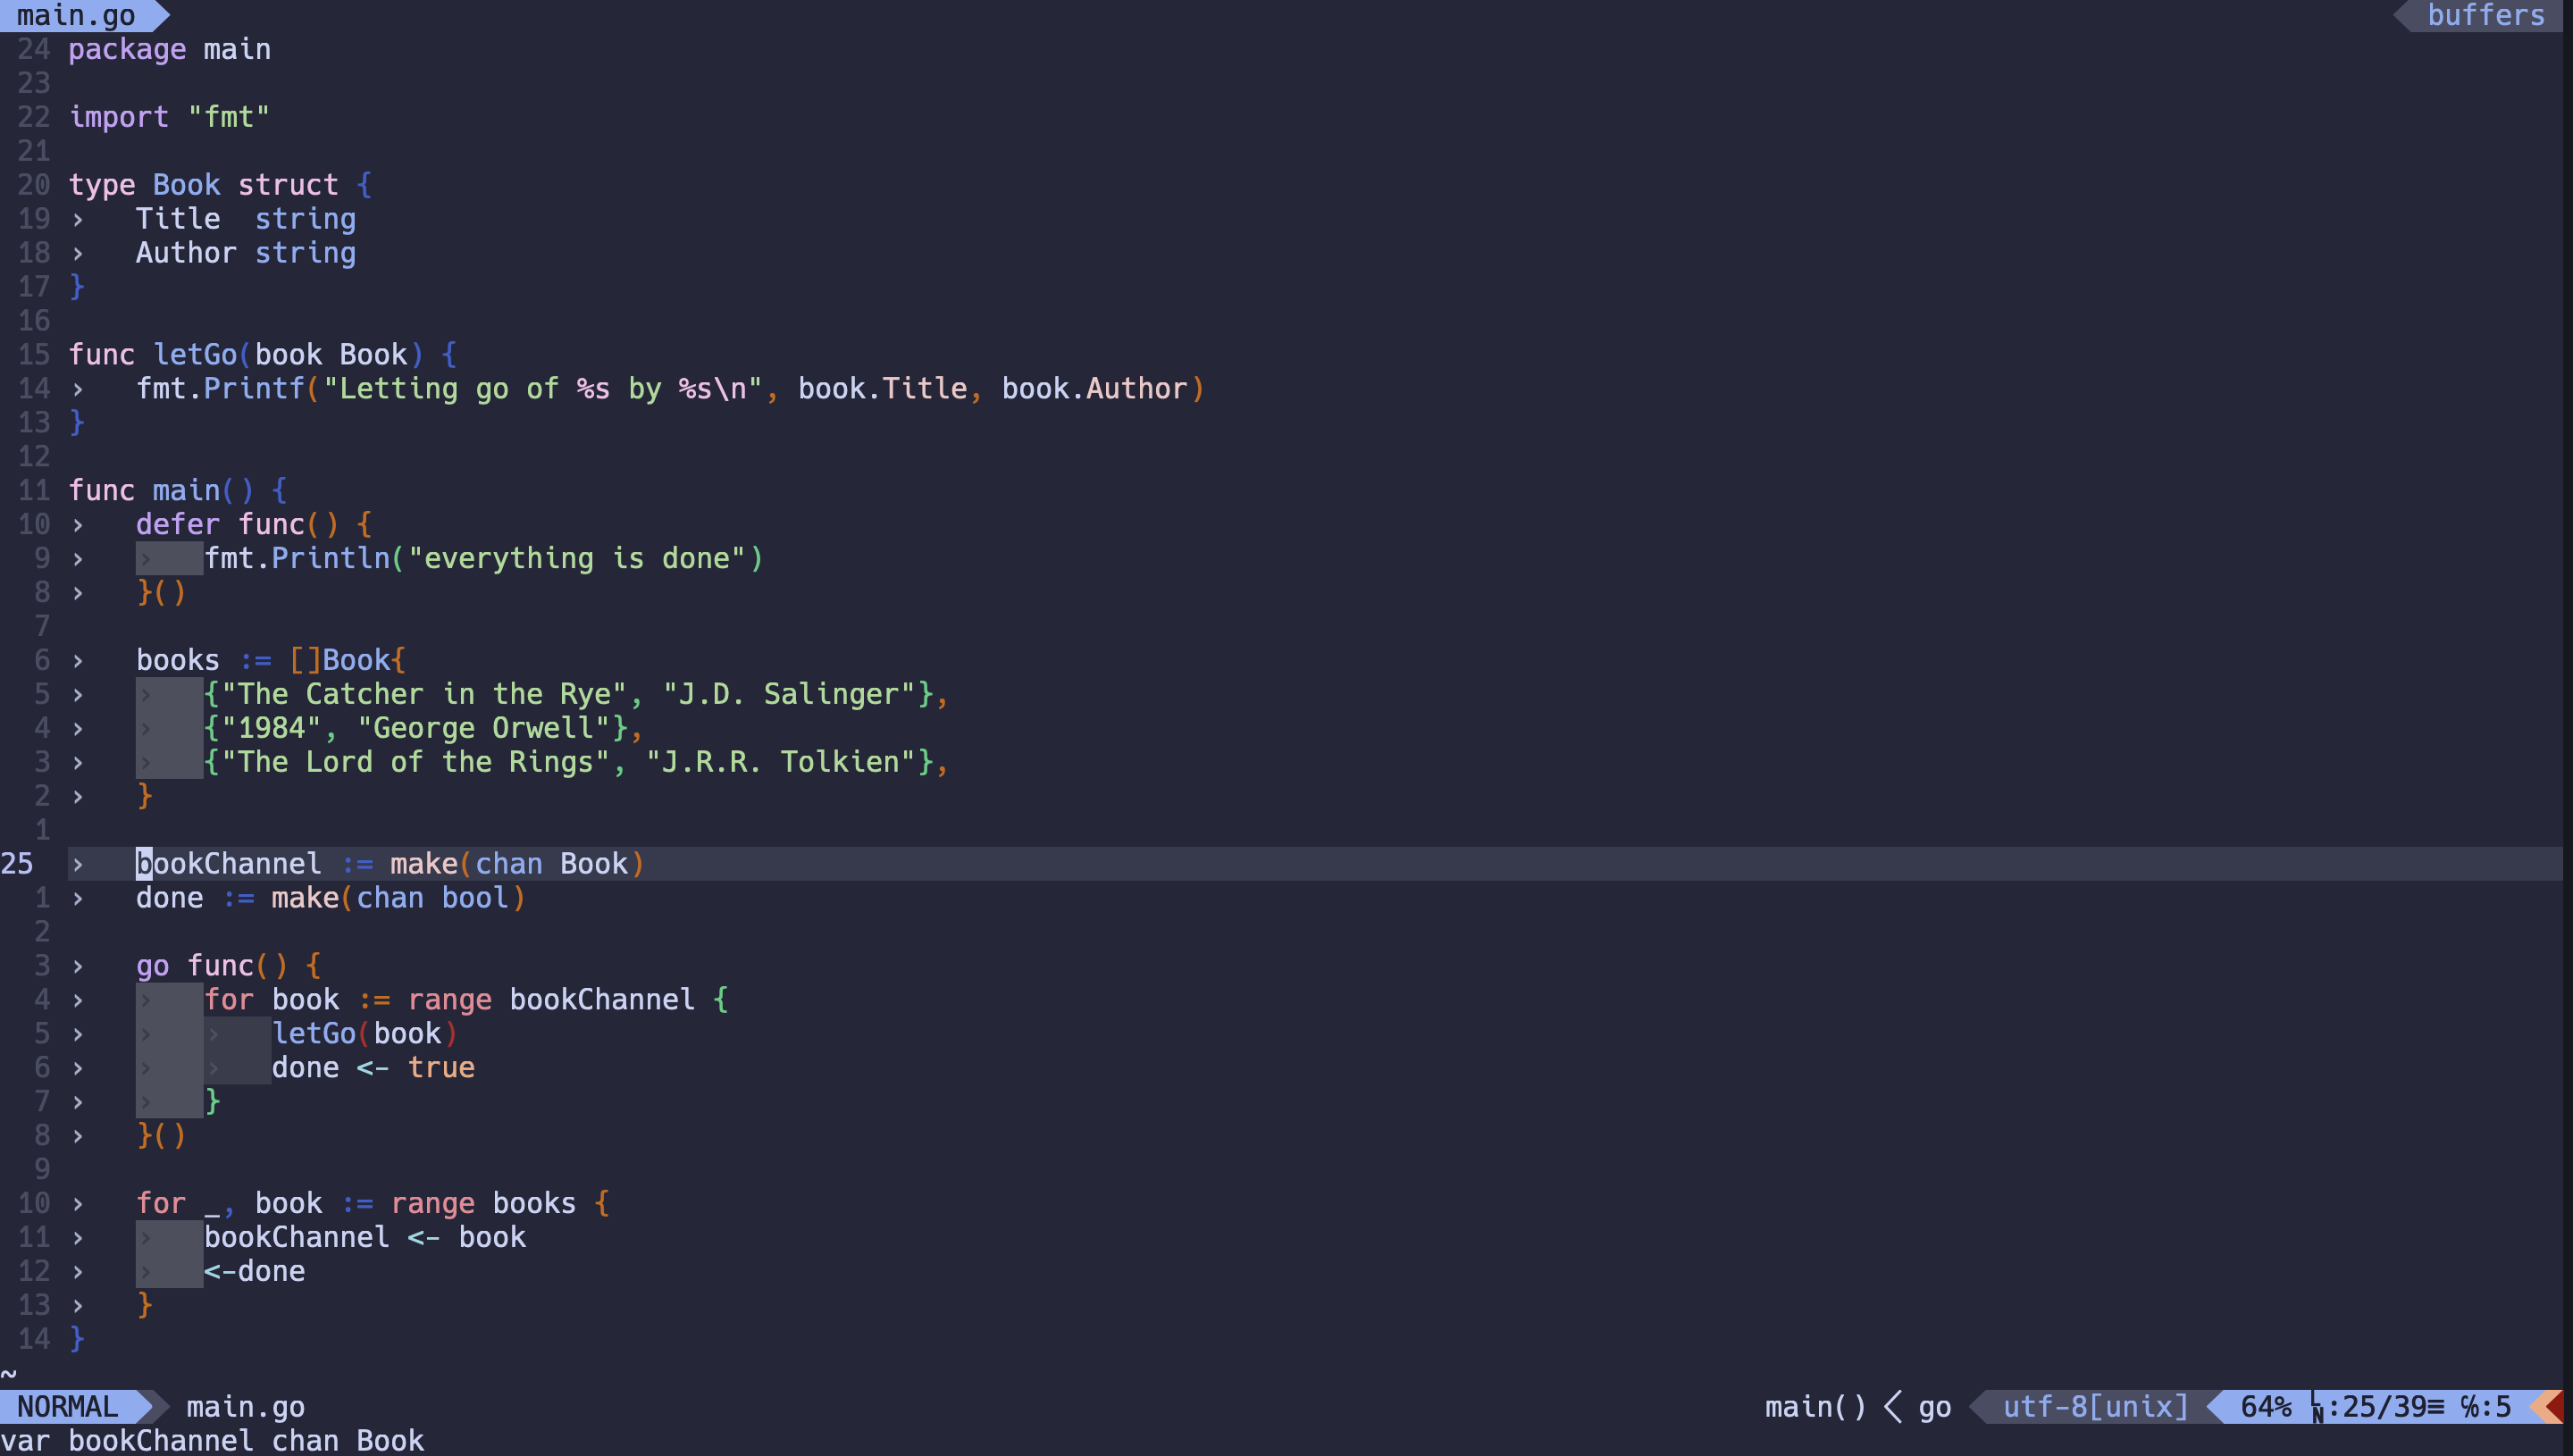 main.go buffers
24 package main
23
22 import "fmt"
21
20 type Book struct {
19 ›   Title  string
18 ›   Author string
17 }
16
15 func letGo(book Book) {
14 ›   fmt.Printf("Letting go of %s by %s\n", book.Title, book.Author)
13 }
12
11 func main() {
10 ›   defer func() {
9 ›   ›   fmt.Println("everything is done")
8 ›   }()
7
6 ›   books := []Book{
5 ›   ›   {"The Catcher in the Rye", "J.D. Salinger"},
4 ›   ›   {"1984", "George Orwell"},
3 ›   ›   {"The Lord of the Rings", "J.R.R. Tolkien"},
2 ›   }
1
25 ›   bookChannel := make(chan Book)
1 ›   done := make(chan bool)
2
3 ›   go func() {
4 ›   ›   for book := range bookChannel {
5 ›   ›   ›   letGo(book)
6 ›   ›   ›   done <- true
7 ›   ›   }
8 ›   }()
9
10 ›   for _, book := range books {
11 ›   ›   bookChannel <- book
12 ›   ›   <-done
13 ›   }
14 }
~
NORMAL main.go main() < go utf-8[unix] 64% ␤:25/39≡ ℅:5
var bookChannel chan Book